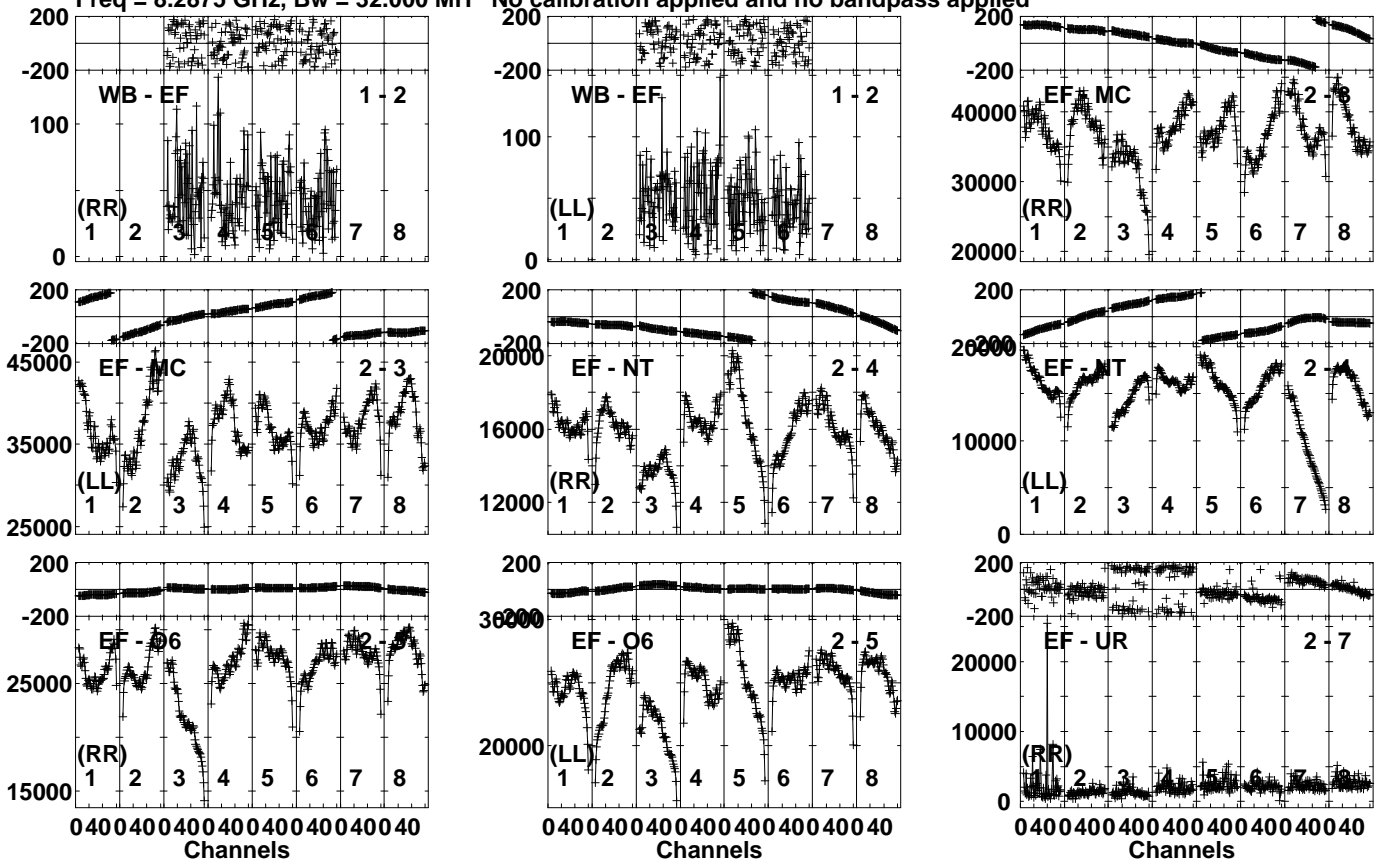 Freq = 8.2875 GHz, Bw = 32.000 MH No calibration applied and no bandpass applied
200
-200
WB - EF 1 - 2
100
(RR)
1 2 3 4 5 6 7 8
0
200
-200
WB - EF 1 - 2
100
(LL)
1 2 3 4 5 6 7 8
0
200
-200
EF - MC 2 - 3
40000
30000
(RR)
1 2 3 4 5 6 7 8
20000
200
-200
45000
EF - MC 2 - 3
35000
(LL)
1 2 3 4 5 6 7 8
25000
200
-200
20000
EF - NT 2 - 4
16000
(RR)
1 2 3 4 5 6 7 8
12000
200
-200
20000
EF - NT 2 - 4
10000
(LL)
1 2 3 4 5 6 7 8
0
200
-200
EF - O6 2 - 5
25000
(RR)
1 2 3 4 5 6 7 8
15000
0 40 0 40 0 40 0 40 0 40 0 40 0 40 0 40
Channels
200
-200
30000
EF - O6 2 - 5
20000
(LL)
1 2 3 4 5 6 7 8
0 40 0 40 0 40 0 40 0 40 0 40 0 40 0 40
Channels
200
-200
EF - UR 2 - 7
20000
10000
(RR)
1 2 3 4 5 6 7 8
0
0 40 0 40 0 40 0 40 0 40 0 40 0 40 0 40
Channels